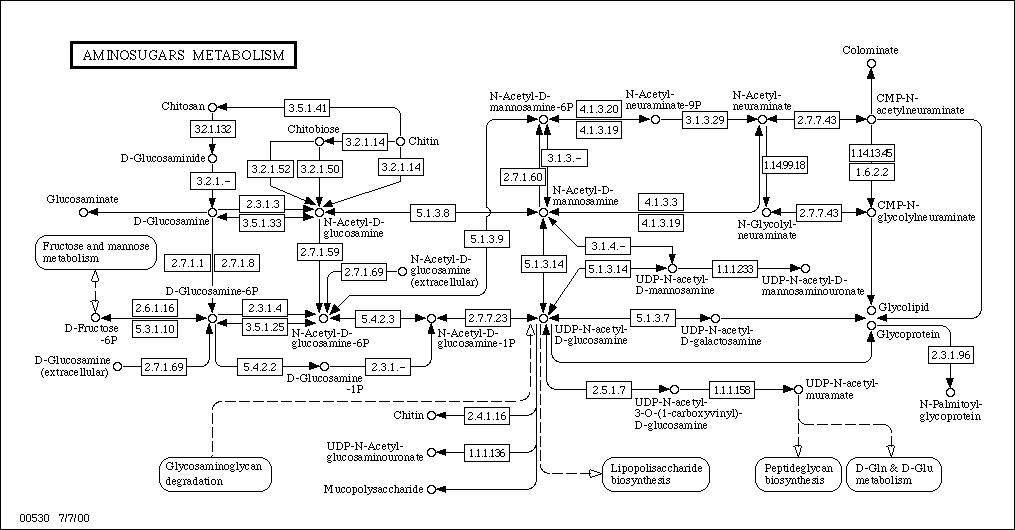 AMINOSUGARS METABOLISM
Colominate
Chitosan
3.5.1.41
N-Acetyl-D-
mannosamine-6P
4.1.3.20
4.1.3.19
N-Acetyl-
neuraminate-9P
3.1.3.29
N-Acetyl-
neuraminate
2.7.7.43
CMP-N-
acetylneuraminate
3.2.1.132
Chitobiose
3.2.1.14
Chitin
D-Glucosaminide
3.2.1.52
3.2.1.50
3.2.1.14
3.2.1.-
3.1.3.-
2.7.1.60
1.14.99.18
1.14.13.45
1.6.2.2
Glucosaminate
D-Glucosamine
2.3.1.3
3.5.1.33
N-Acetyl-D-
glucosamine
5.1.3.8
N-Acetyl-D-
mannosamine
4.1.3.3
4.1.3.19
N-Glycolyl-
neuraminate
2.7.7.43
CMP-N-
glycolylneuraminate
Fructose and mannose
metabolism
2.7.1.1
2.7.1.8
2.7.1.59
5.1.3.9
3.1.4.-
2.7.1.69
N-Acetyl-D-
glucosamine
(extracellular)
5.1.3.14
5.1.3.14
UDP-N-acetyl-
D-mannosamine
1.1.1.233
UDP-N-acetyl-D-
mannosaminouronate
D-Glucosamine-6P
2.6.1.16
5.3.1.10
D-Fructose
-6P
2.3.1.4
3.5.1.25
N-Acetyl-D-
glucosamine-6P
5.4.2.3
N-Acetyl-D-
glucosamine-1P
2.7.7.23
UDP-N-acetyl-
D-glucosamine
5.1.3.7
UDP-N-acetyl-
D-galactosamine
Glycolipid
Glycoprotein
2.3.1.96
N-Palmitoyl-
glycoprotein
D-Glucosamine
(extracellular)
2.7.1.69
5.4.2.2
D-Glucosamine
-1P
2.3.1.-
2.5.1.7
UDP-N-acetyl-
3-O-(1-carboxyvinyl)-
D-glucosamine
1.1.1.158
UDP-N-acetyl-
muramate
Chitin
2.4.1.16
UDP-N-Acetyl-
glucosaminouronate
1.1.1.136
Mucopolysaccharide
Glycosaminoglycan
degradation
Lipopolisaccharide
biosynthesis
Peptideglycan
biosynthesis
D-Gln & D-Glu
metabolism
00530 7/7/00